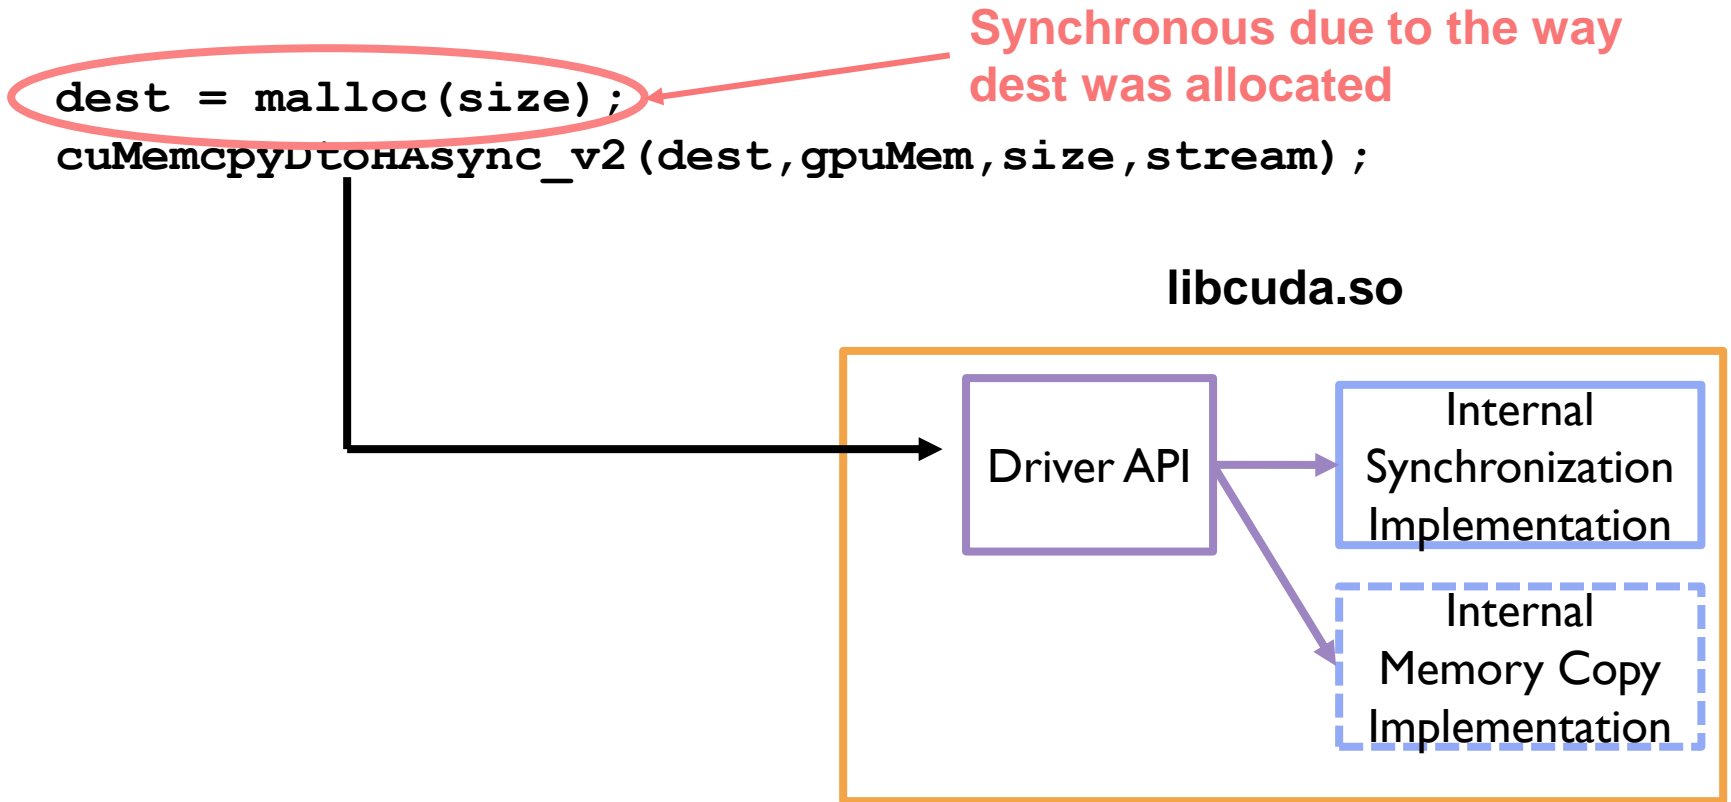 Synchronous due to the way
dest was allocated
dest = malloc(size);
cuMemcpyDtoHAsync_v2(dest,gpuMem,size,stream);
libcuda.so
Driver API
Internal
Synchronization
Implementation
Internal
Memory Copy
Implementation